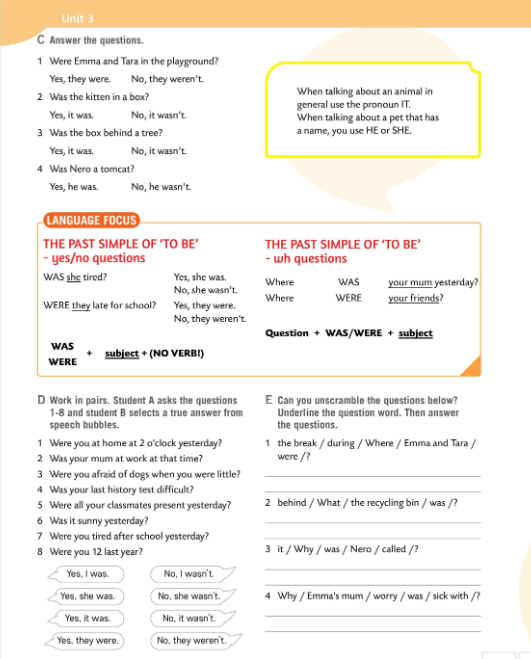 Unit 3
C Answer the questions.
1 Were Emma and Tara in the playground?
Yes, they were. No, they weren't.
2 Was the kitten in a box?
Yes, it was. No, it wasn't.
3 Was the box behind a tree?
Yes, it was. No, it wasn't.
4 Was Nero a tomcat?
Yes, he was. No, he wasn't.
When talking about an animal in
general use the pronoun IT.
When talking about a pet that has
a name, you use HE or SHE.
LANGUAGE FOCUS
THE PAST SIMPLE OF 'TO BE'
- yes/no questions
WAS she tired? Yes, she was.
No, she wasn't.
WERE they late for school? Yes, they were.
No, they weren't.
WAS
WERE
+ subject + (NO VERB!)
THE PAST SIMPLE OF 'TO BE'
- wh questions
Where WAS your mum yesterday?
Where WERE your friends?
Question + WAS/WERE + subject
D Work in pairs. Student A asks the questions
1-8 and student B selects a true answer from
speech bubbles.
1 Were you at home at 2 o'clock yesterday?
2 Was your mum at work at that time?
3 Were you afraid of dogs when you were little?
4 Was your last history test difficult?
5 Were all your classmates present yesterday?
6 Was it sunny yesterday?
7 Were you tired after school yesterday?
8 Were you 12 last year?
Yes, I was. No, I wasn't.
Yes, she was. No, she wasn't.
Yes, it was. No, it wasn't.
Yes, they were. No, they weren't.
E Can you unscramble the questions below?
Underline the question word. Then answer
the questions.
1 the break / during / Where / Emma and Tara /
were /?
2 behind / What / the recycling bin / was /?
3 it / Why / was / Nero / called /?
4 Why / Emma's mum / worry / was / sick with /?